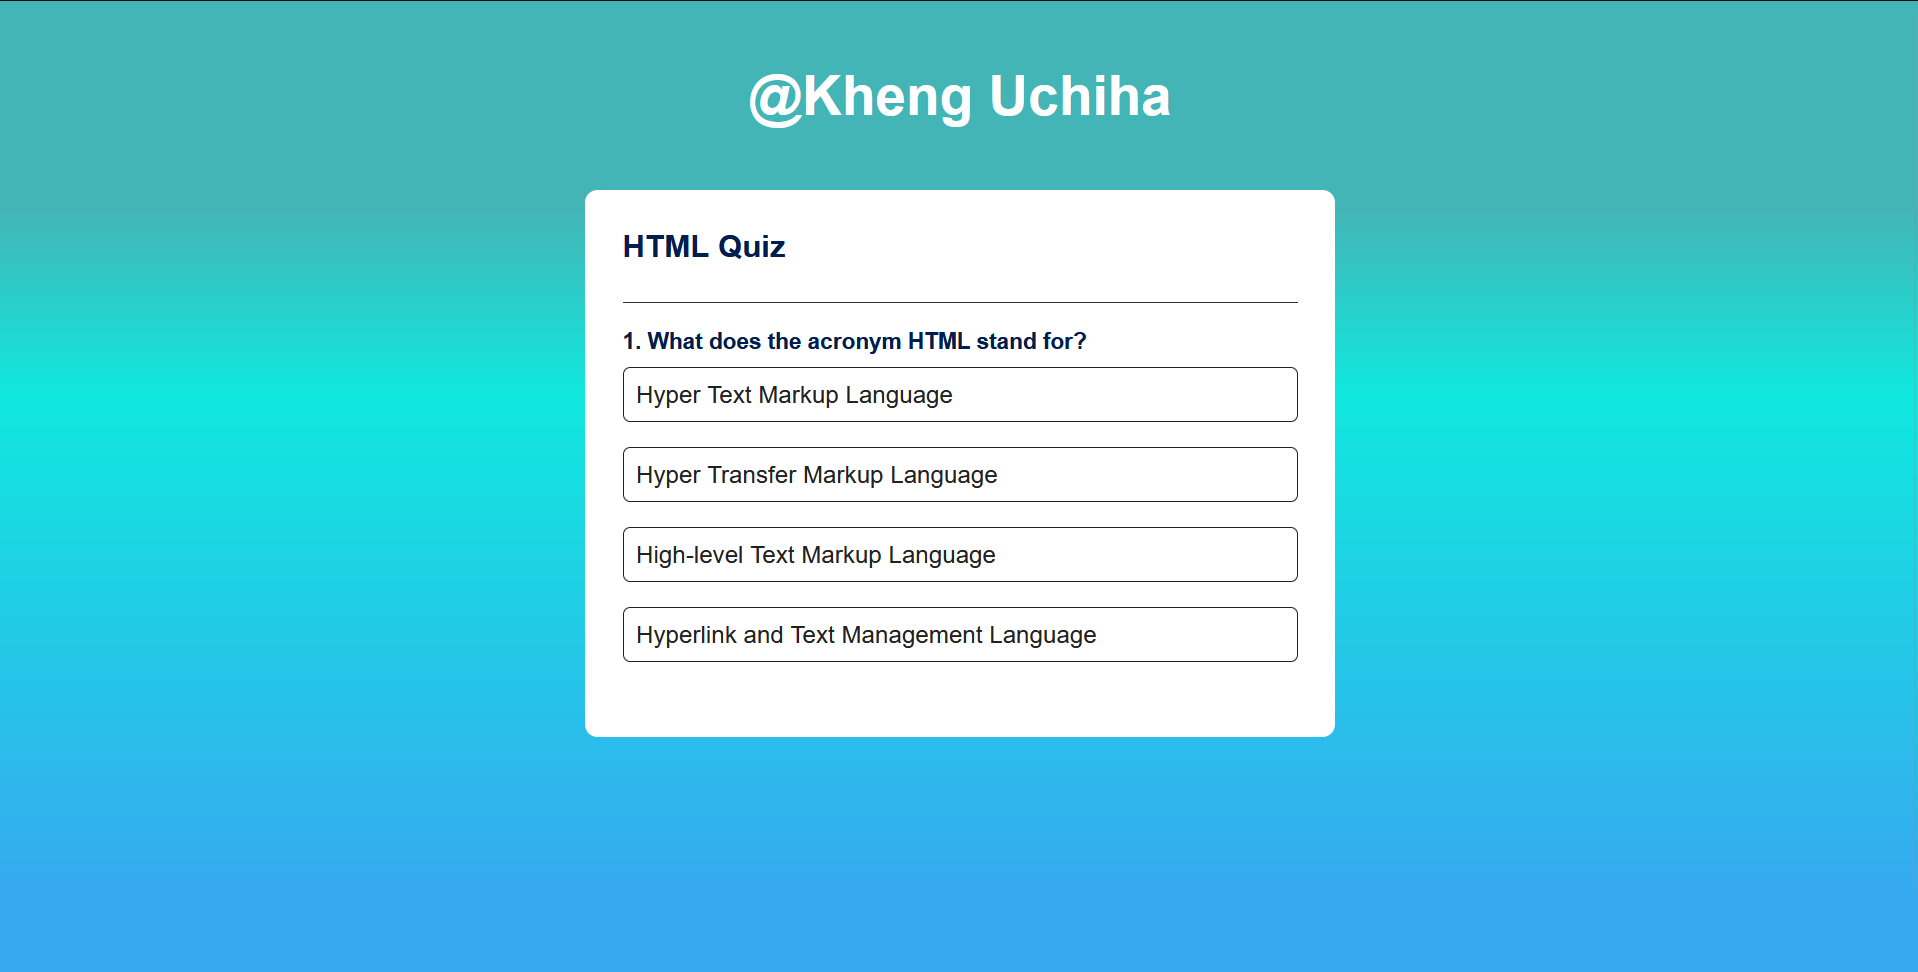 @Kheng Uchiha
HTML Quiz
1. What does the acronym HTML stand for?
Hyper Text Markup Language
Hyper Transfer Markup Language
High-level Text Markup Language
Hyperlink and Text Management Language